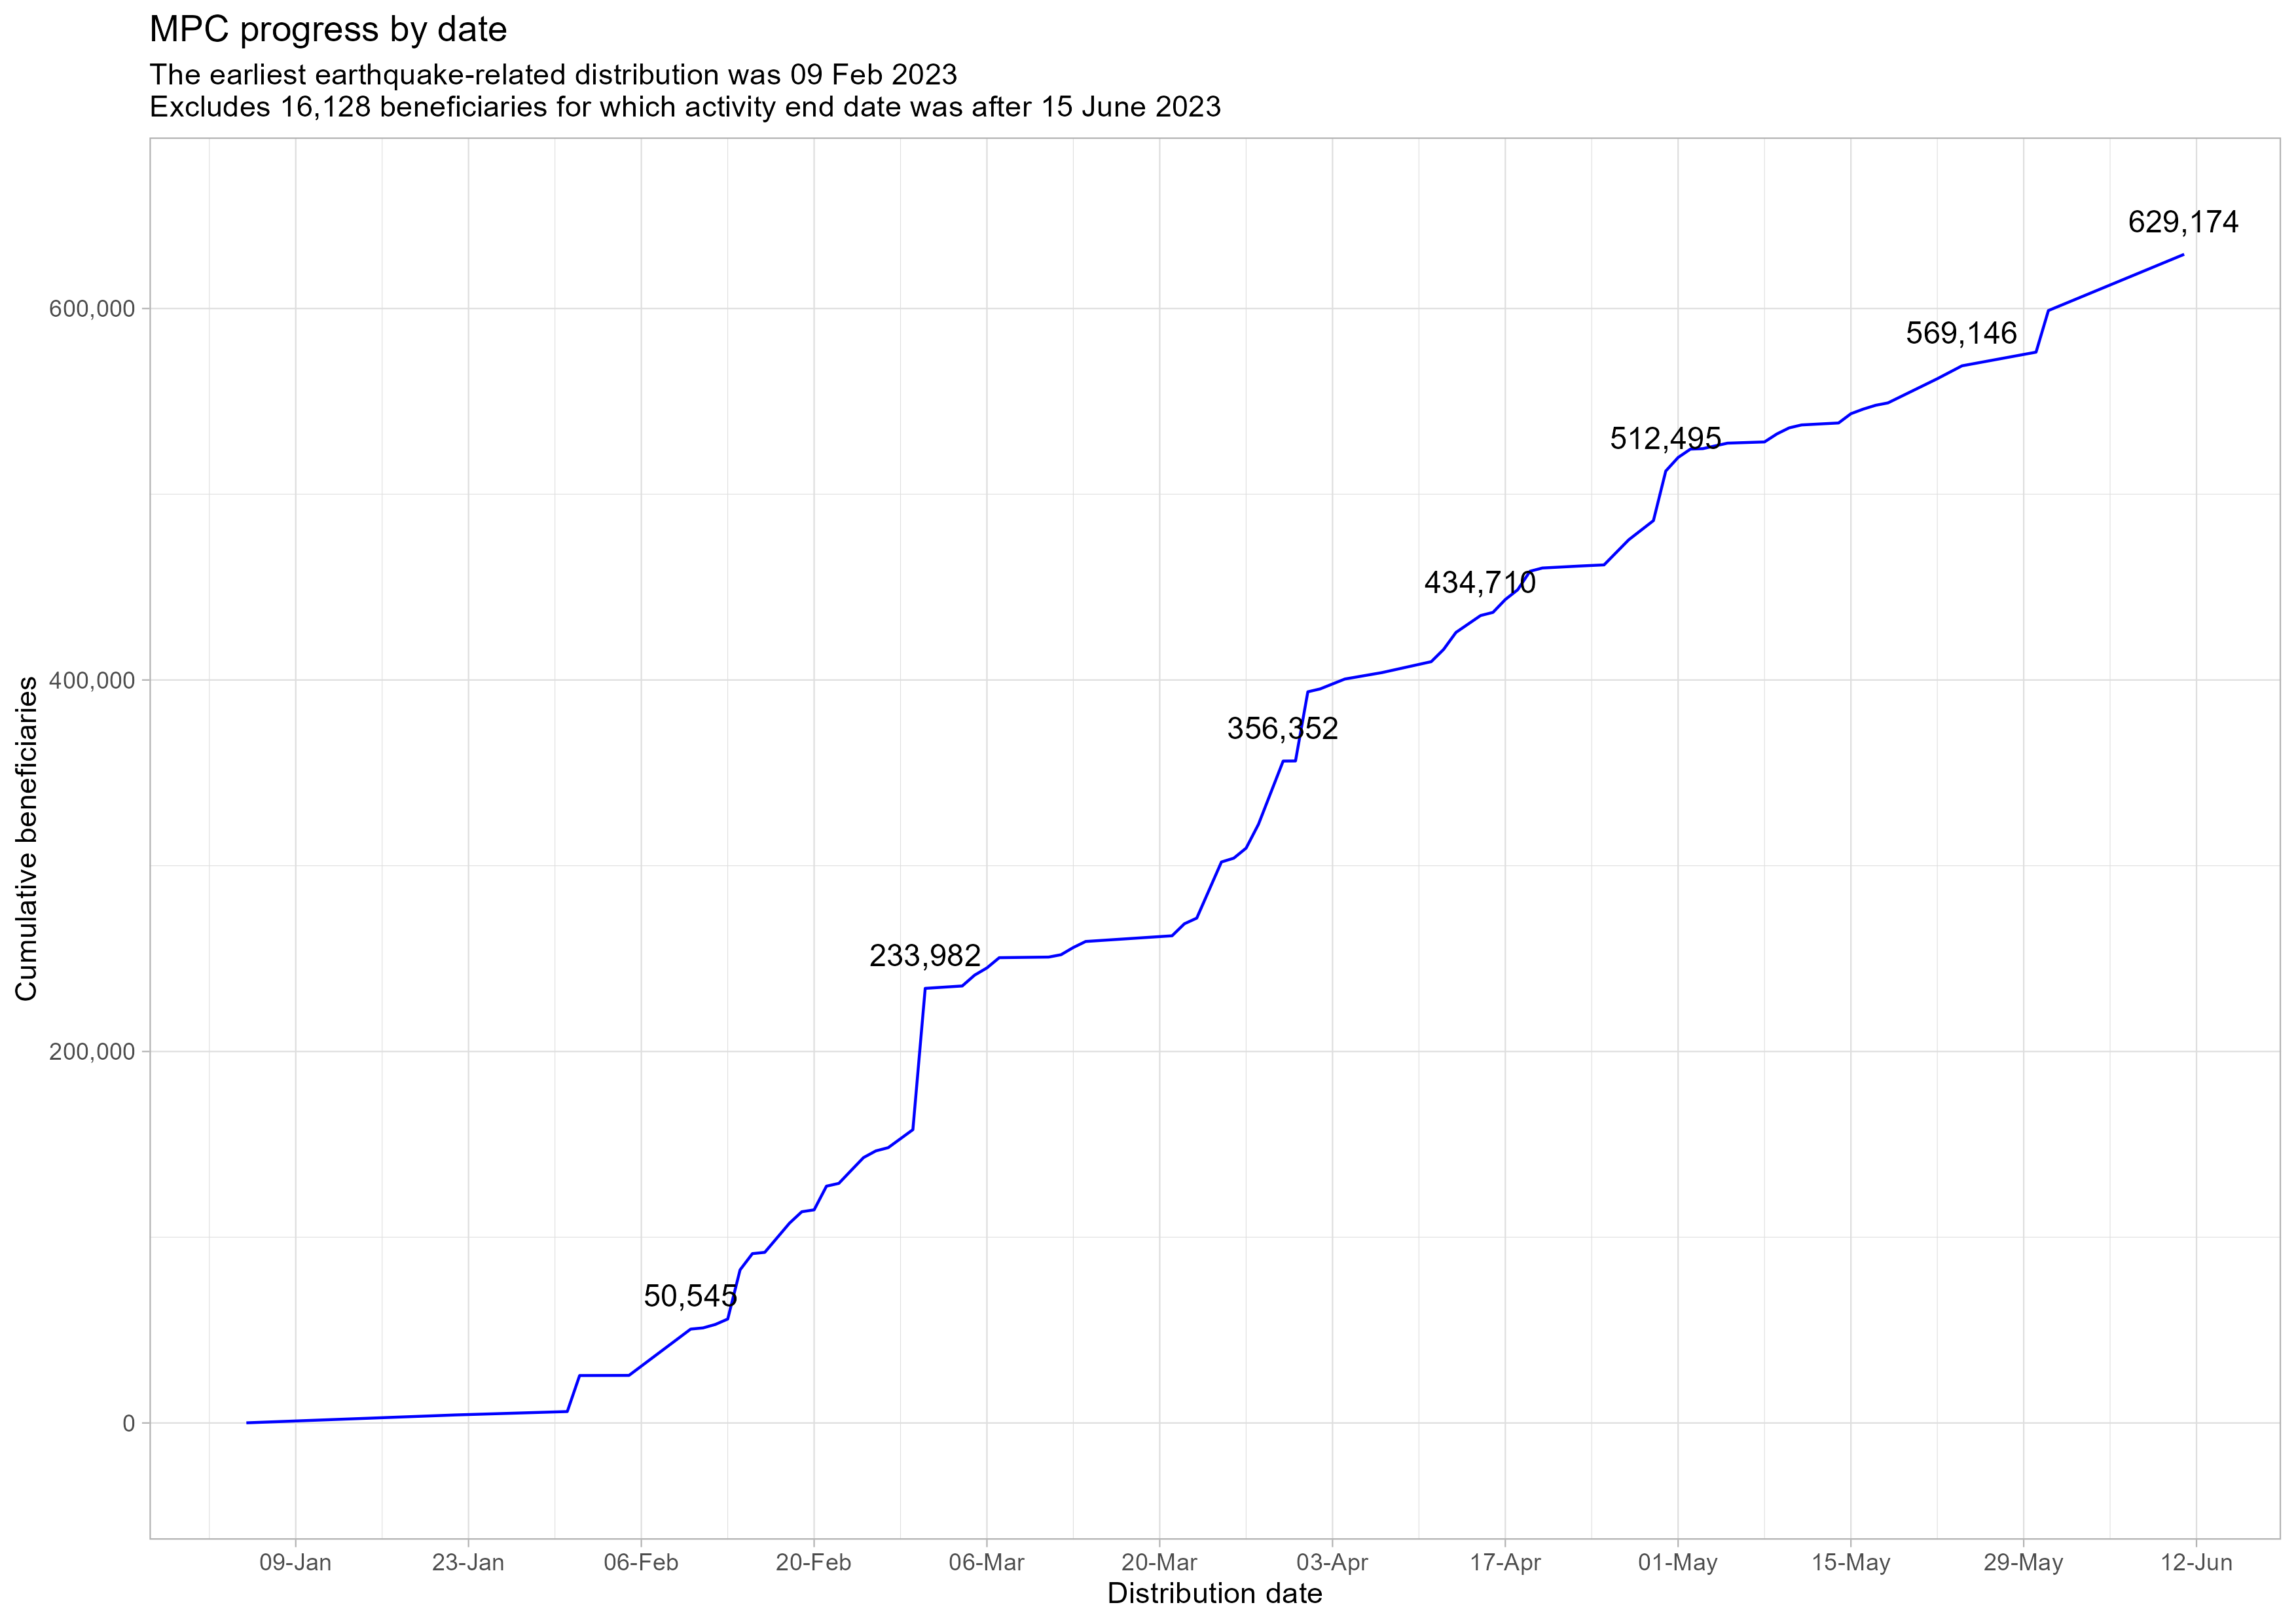 MPC progress by date
The earliest earthquake-related distribution was 09 Feb 2023
Excludes 16,128 beneficiaries for which activity end date was after 15 June 2023
629,174
600,000
569,146
512,495
434,710
400,000
356,352
233,982
200,000
50,545
0
Cumulative beneficiaries
09-Jan 23-Jan 06-Feb 20-Feb 06-Mar 20-Mar 03-Apr 17-Apr 01-May 15-May 29-May 12-Jun
Distribution date